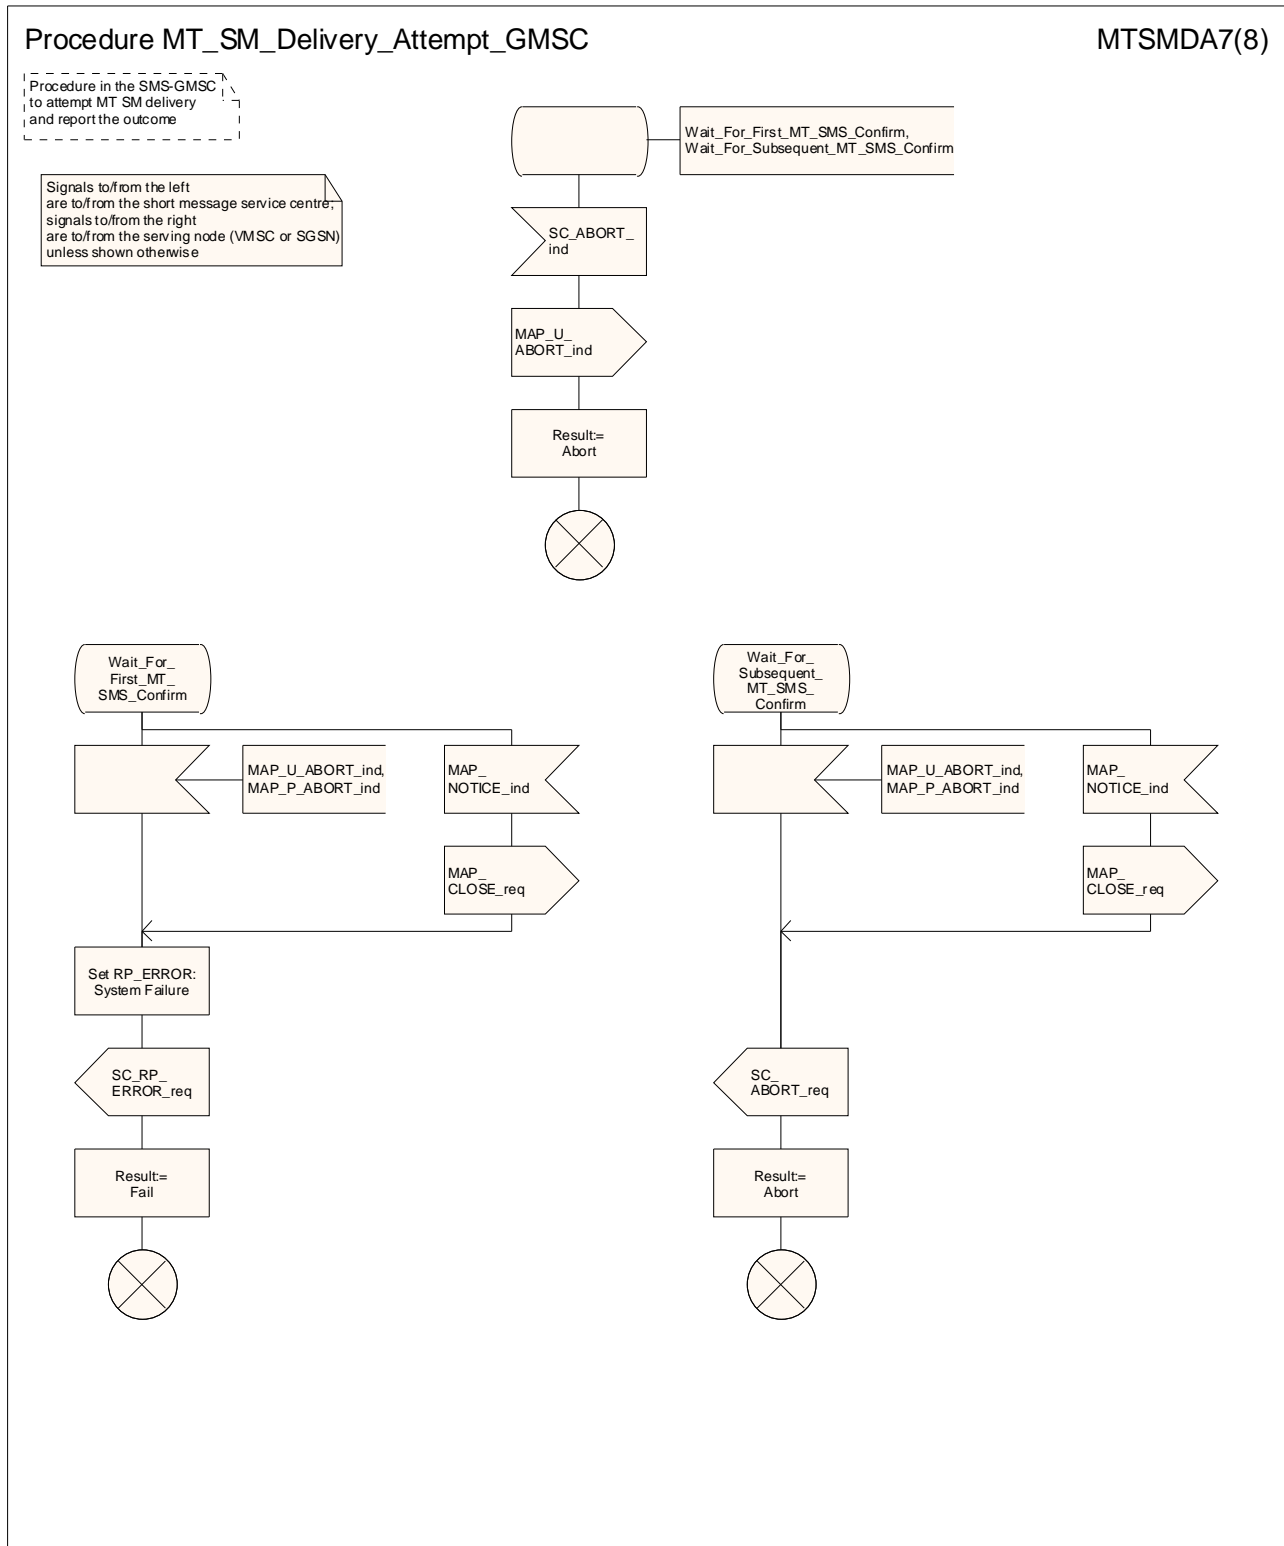 Procedure MT_SM_Delivery_Attempt_GMSC
MTSMDA7(8)
Procedure in the SMS-GMSC
to attempt MT SM delivery
and report the outcome
Signals to/from the left
are to/from the short message service centre;
signals to/from the right
are to/from the serving node (VMSC or SGSN)
unless shown otherwise
Wait_For_First_MT_SMS_Confirm,
Wait_For_Subsequent_MT_SMS_Confirm
SC_ABORT_
ind
MAP_U_
ABORT_ind
Result:=
Abort
Wait_For_
First_MT_
SMS_Confirm
MAP_U_ABORT_ind,
MAP_P_ABORT_ind
MAP_
NOTICE_ind
MAP_
CLOSE_req
Set RP_ERROR:
System Failure
SC_RP_
ERROR_req
Result:=
Fail
Wait_For_
Subsequent_
MT_SMS_
Confirm
MAP_U_ABORT_ind,
MAP_P_ABORT_ind
MAP_
NOTICE_ind
MAP_
CLOSE_req
SC_
ABORT_req
Result:=
Abort